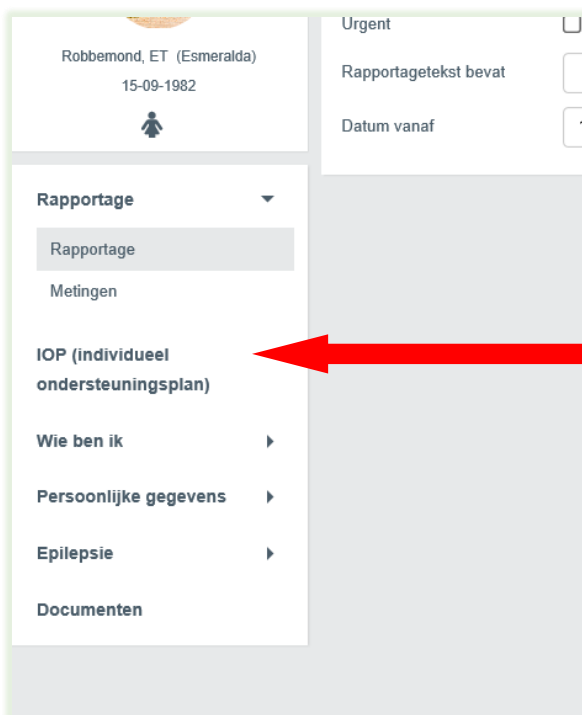 Robbemond, ET (Esmeralda)
15-09-1982
Rapportage
Rapportage
Metingen
IOP (individueel
ondersteuningsplan)
Wie ben ik
Persoonlijke gegevens
Epilepsie
Documenten
Urgent
Rapportagetekst bevat
Datum vanaf